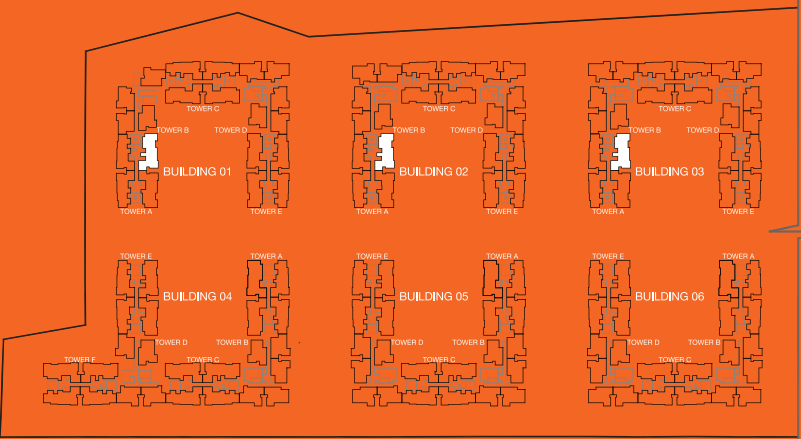 TOWER C
TOWER C
TOWER C
TOWER B TOWER D
TOWER B TOWER D
TOWER B TOWER D
BUILDING 01
BUILDING 02
BUILDING 03
TOWER A TOWER E
TOWER A TOWER E
TOWER A TOWER E
TOWER E TOWER A
TOWER E TOWER A
TOWER E TOWER A
BUILDING 04
BUILDING 05
BUILDING 06
TOWER D TOWER B
TOWER D TOWER B
TOWER D TOWER B
TOWER F TOWER C
TOWER C
TOWER C